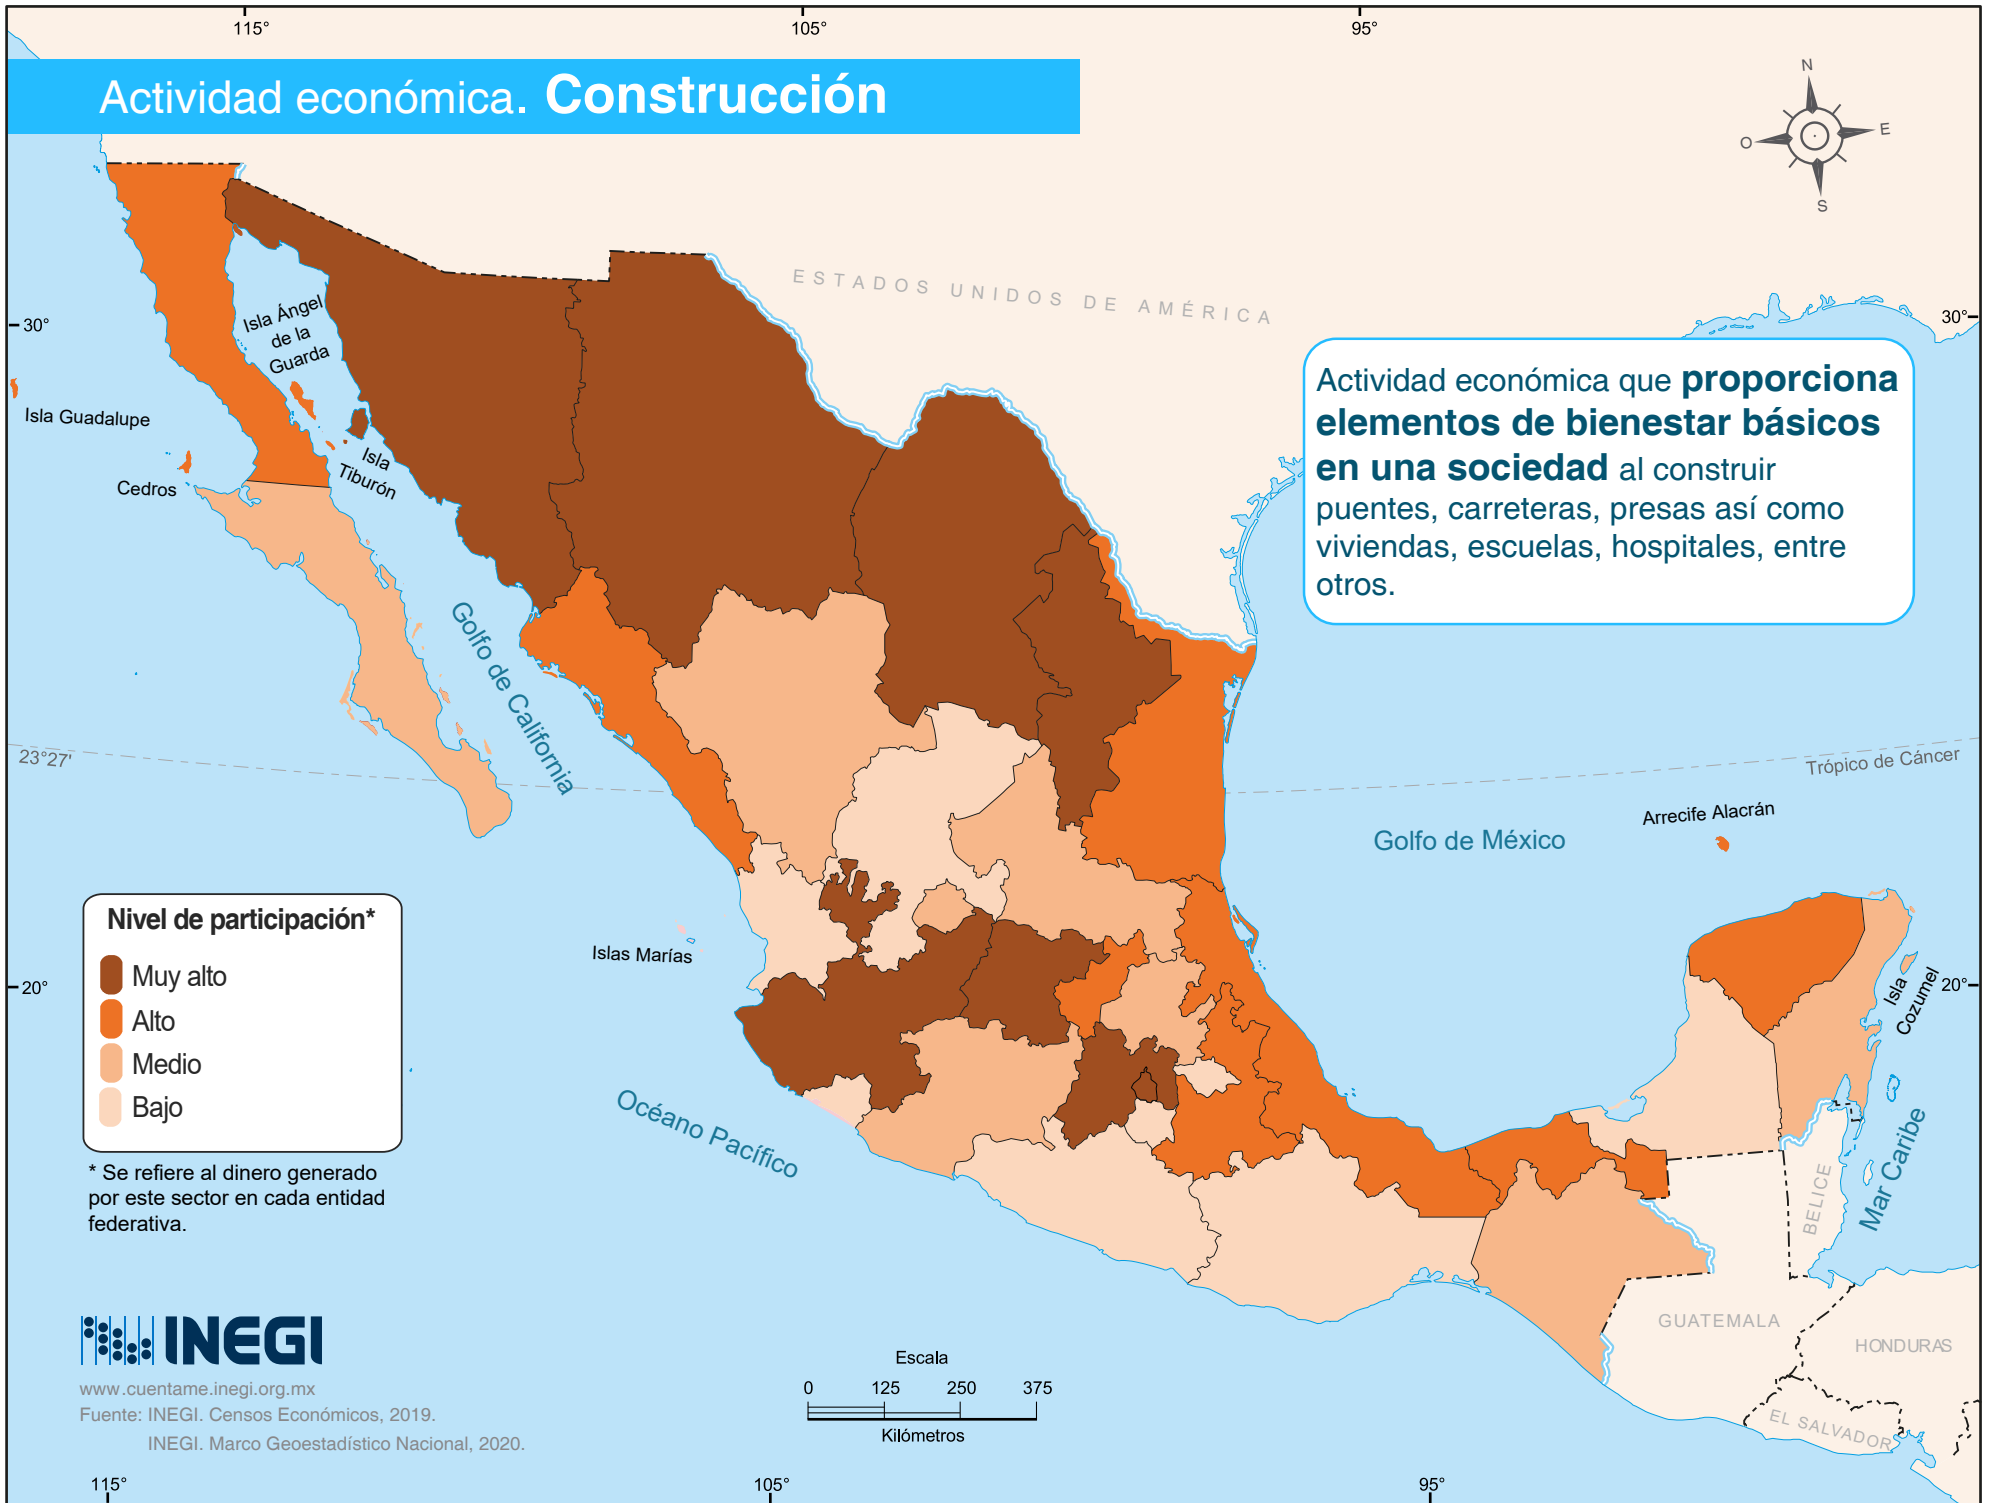 115°
105°
95°
Actividad económica. Construcción
N
O
E
S
ESTADOS UNIDOS DE AMÉRICA
30°
30°
Isla Ángel
de la
Guarda
Isla Guadalupe
Cedros
Isla
Tiburón
Actividad económica que proporciona
elementos de bienestar básicos
en una sociedad al construir
puentes, carreteras, presas así como
viviendas, escuelas, hospitales, entre
otros.
Golfo de California
23°27'
Trópico de Cáncer
Arrecife Alacrán
Golfo de México
Nivel de participación*
Muy alto
Alto
Medio
Bajo
Islas Marías
20°
20°
Isla
Cozumel
Océano Pacífico
Mar Caribe
BELICE
* Se refiere al dinero generado
por este sector en cada entidad
federativa.
GUATEMALA
HONDURAS
EL SALVADOR
INEGI
www.cuentame.inegi.org.mx
Fuente: INEGI. Censos Económicos, 2019.
INEGI. Marco Geoestadístico Nacional, 2020.
Escala
0 125 250 375
Kilómetros
115°
105°
95°